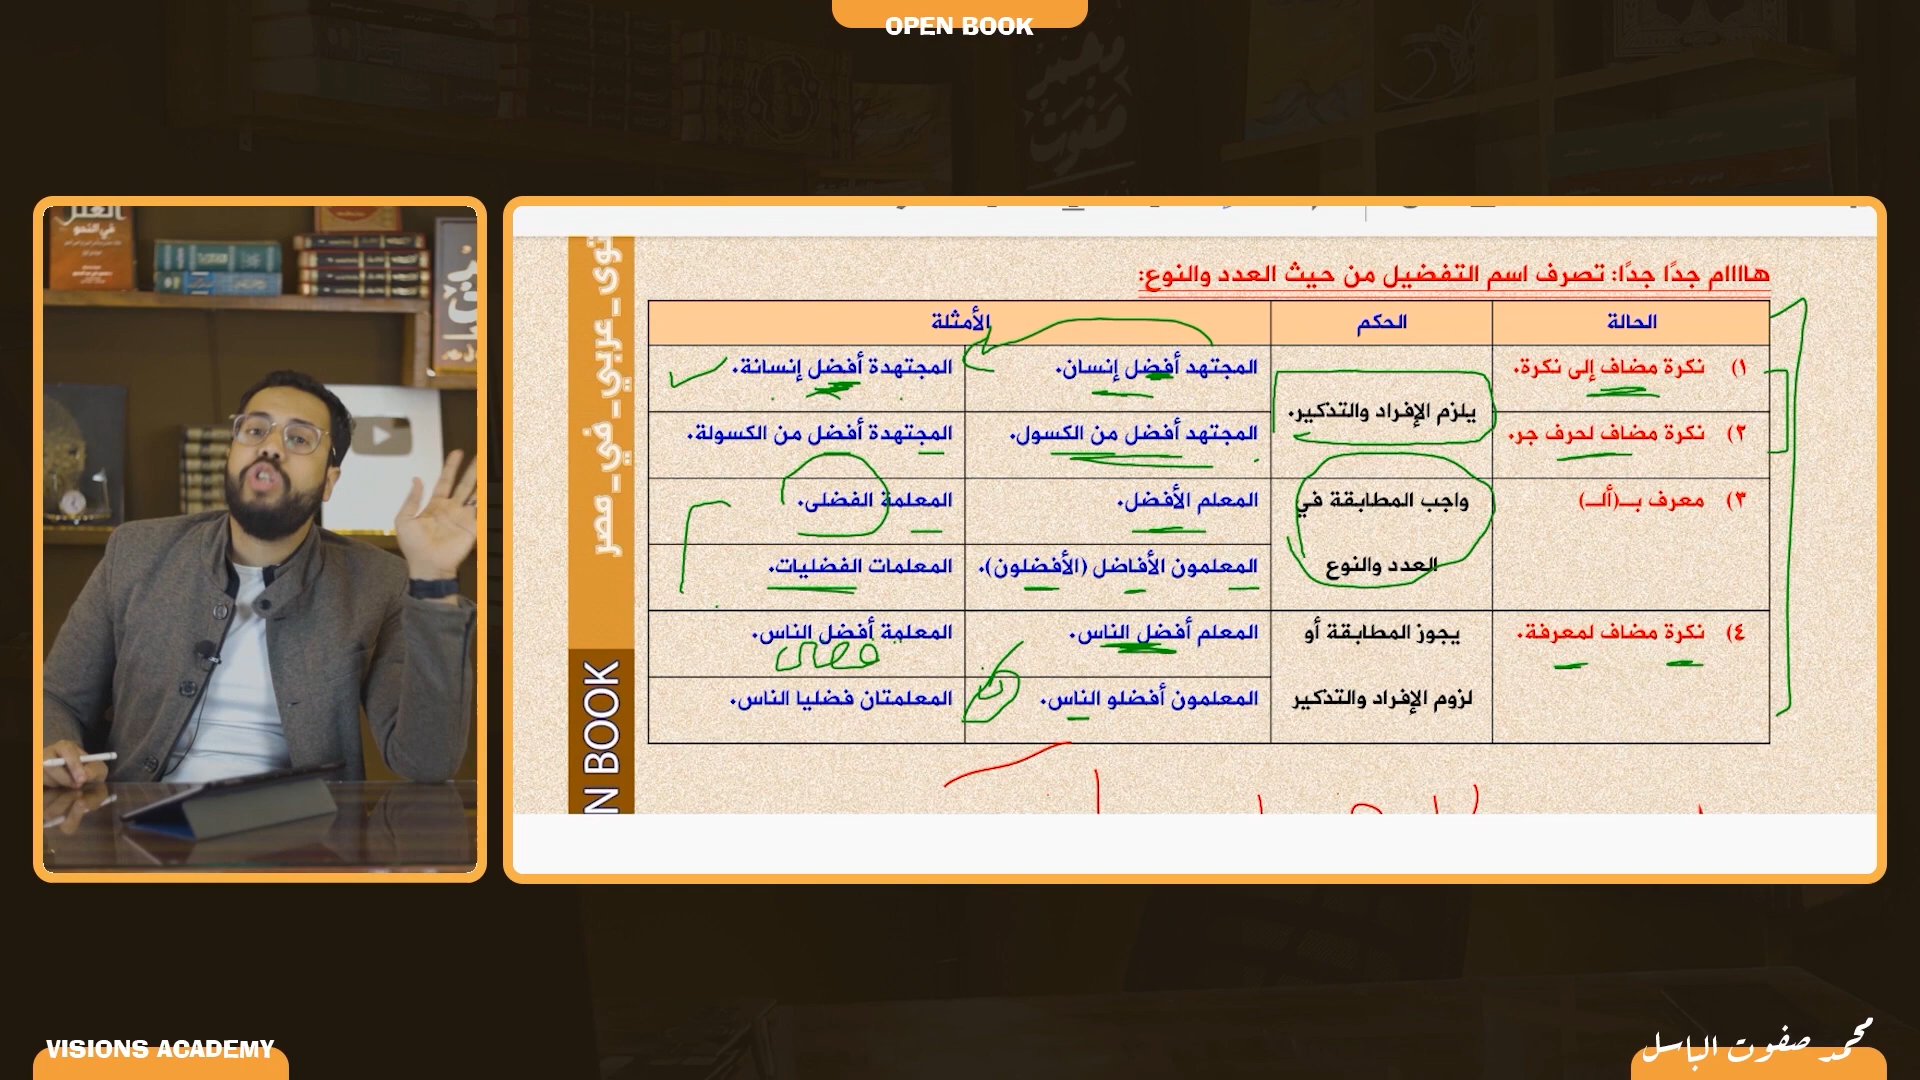 OPEN BOOK
هاااام جدًا جدًا: تصرف اسم التفضيل من حيث العدد والنوع:
الحالة الحكم الأمثلة
١) نكرة مضاف إلى نكرة. يلزم الإفراد والتذكير. المجتهد أفضل إنسان. المجتهدة أفضل إنسانة.
٢) نكرة مضاف لحرف جر. المجتهد أفضل من الكسول. المجتهدة أفضل من الكسولة.
٣) معرف بـ(ألـ) واجب المطابقة في المعلم الأفضل. المعلمة الفضلى.
العدد والنوع المعلمون الأفاضل (الأفضلون). المعلمات الفضليات.
٤) نكرة مضاف لمعرفة. يجوز المطابقة أو المعلم أفضل الناس. المعلمة أفضل الناس.
فضلى
لزوم الإفراد والتذكير المعلمون أفضلو الناس. المعلمتان فضليا الناس.
توى_عربي_في_مصر
N BOOK
في النحو
VISIONS ACADEMY
محمد صفوت الباسل